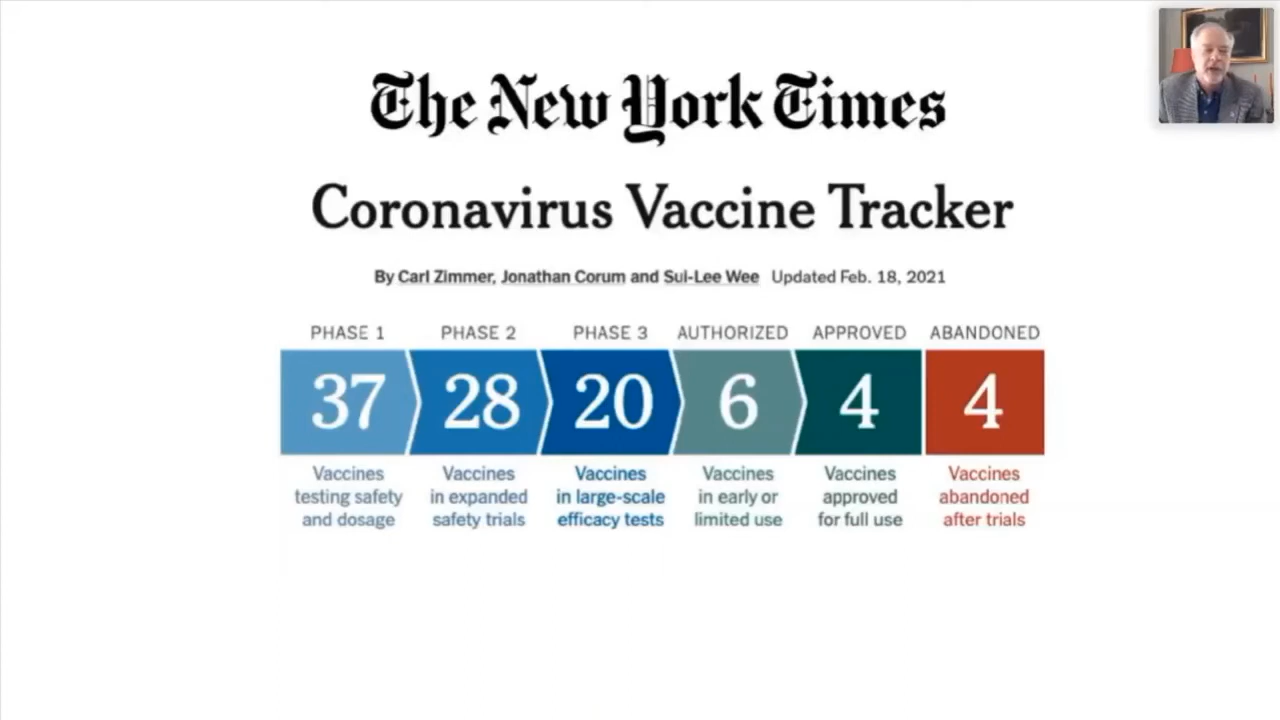 The New York Times
Coronavirus Vaccine Tracker
By Carl Zimmer, Jonathan Corum and Sui-Lee Wee Updated Feb. 18, 2021
PHASE 1 PHASE 2 PHASE 3 AUTHORIZED APPROVED ABANDONED
37 28 20 6 4 4
Vaccines Vaccines Vaccines Vaccines Vaccines Vaccines
testing safety in expanded in large-scale in early or approved abandoned
and dosage safety trials efficacy tests limited use for full use after trials